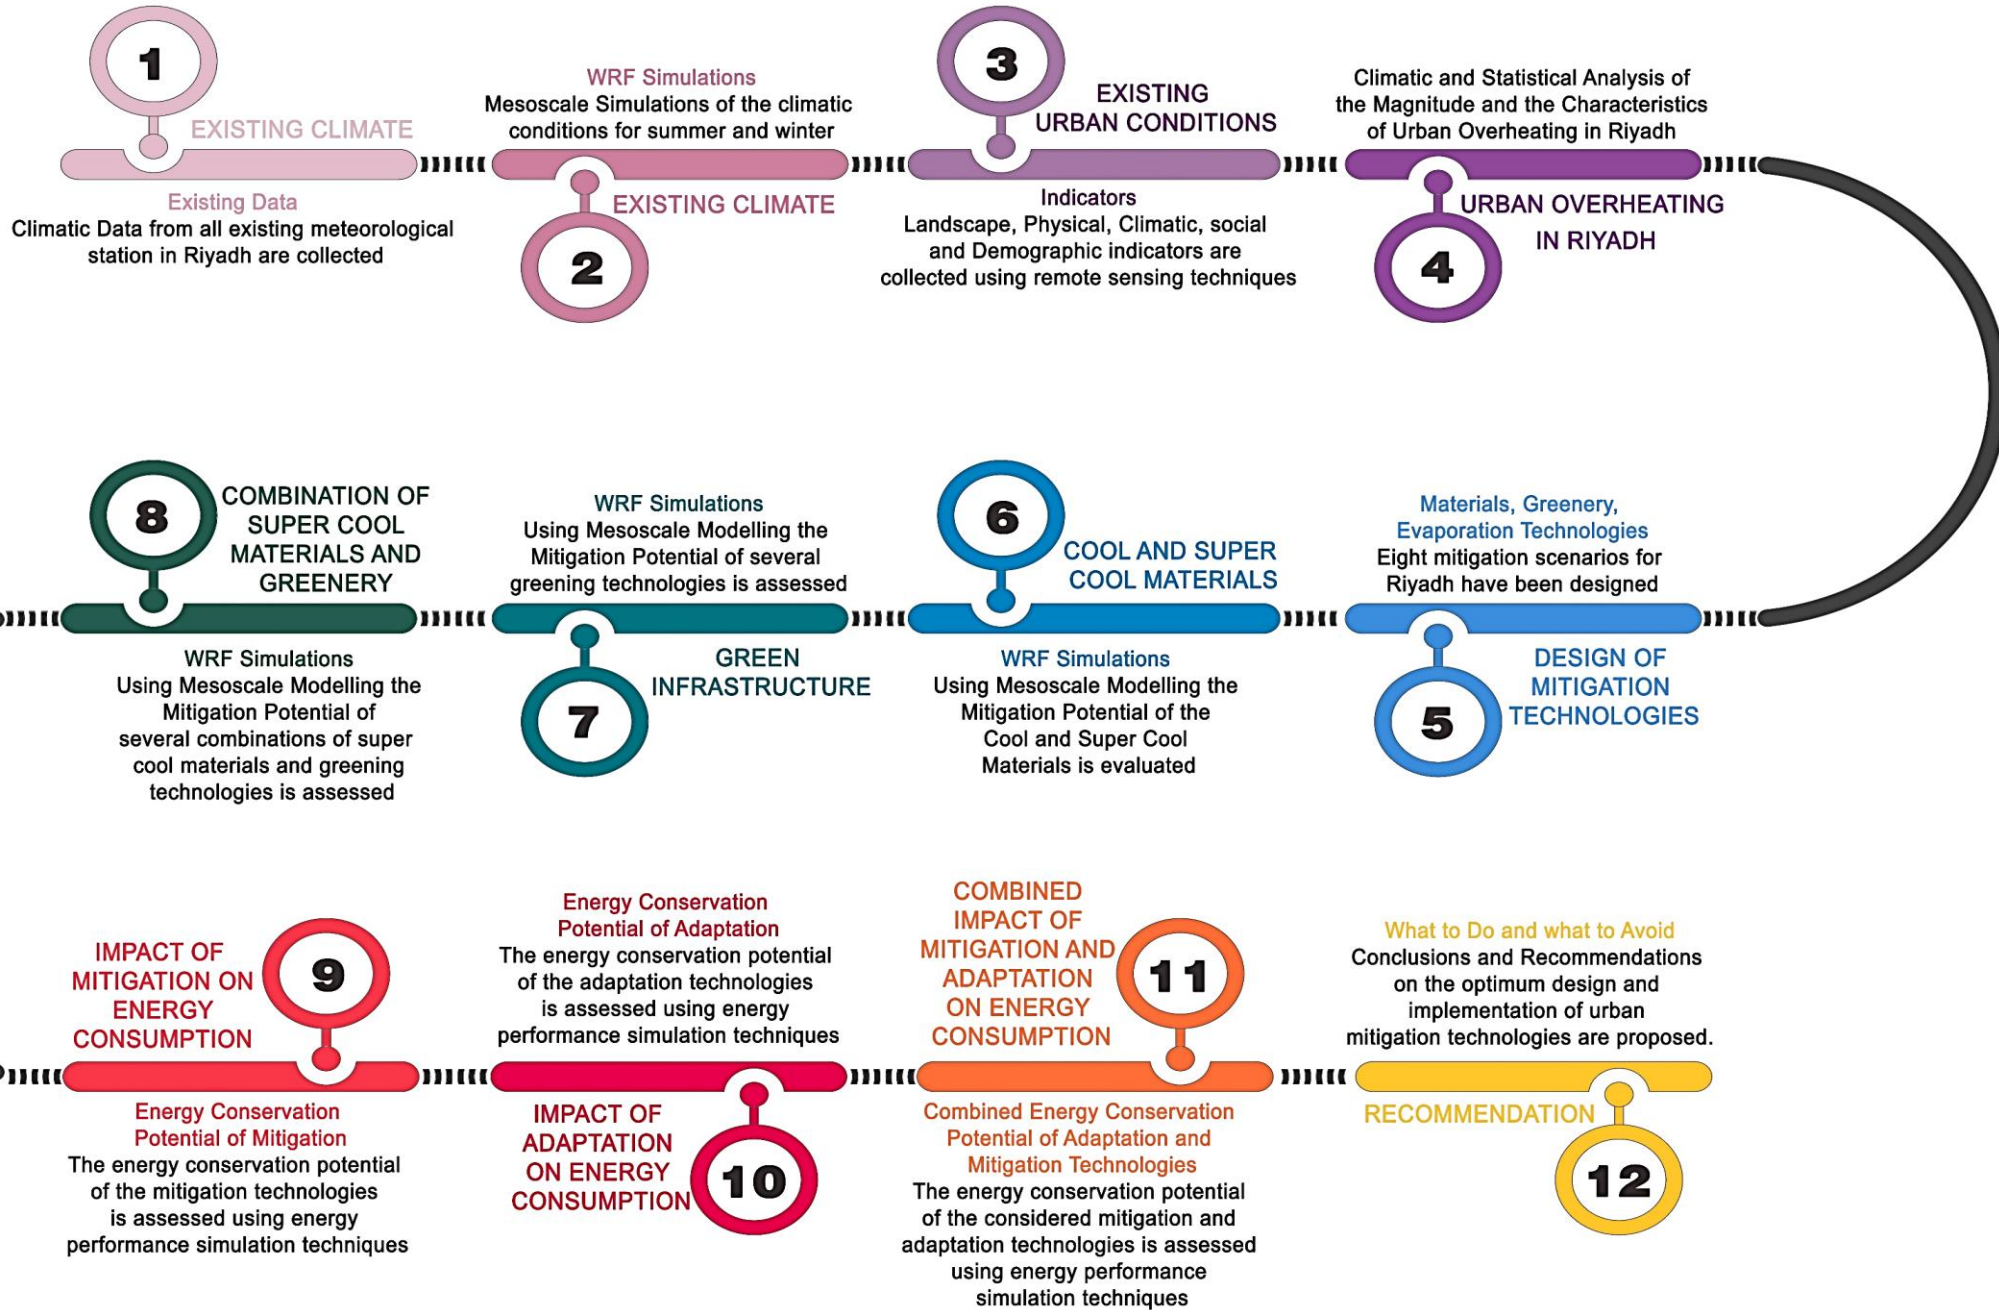 1
EXISTING CLIMATE
Existing Data
Climatic Data from all existing meteorological
station in Riyadh are collected
WRF Simulations
Mesoscale Simulations of the climatic
conditions for summer and winter
EXISTING CLIMATE
2
3
EXISTING
URBAN CONDITIONS
Indicators
Landscape, Physical, Climatic, social
and Demographic indicators are
collected using remote sensing techniques
Climatic and Statistical Analysis of
the Magnitude and the Characteristics
of Urban Overheating in Riyadh
URBAN OVERHEATING
IN RIYADH
4
Materials, Greenery,
Evaporation Technologies
Eight mitigation scenarios for
Riyadh have been designed
DESIGN OF
MITIGATION
TECHNOLOGIES
5
6
COOL AND SUPER
COOL MATERIALS
WRF Simulations
Using Mesoscale Modelling the
Mitigation Potential of the
Cool and Super Cool
Materials is evaluated
WRF Simulations
Using Mesoscale Modelling the
Mitigation Potential of several
greening technologies is assessed
GREEN
INFRASTRUCTURE
7
8
COMBINATION OF
SUPER COOL
MATERIALS AND
GREENERY
WRF Simulations
Using Mesoscale Modelling the
Mitigation Potential of
several combinations of super
cool materials and greening
technologies is assessed
IMPACT OF
MITIGATION ON
ENERGY
CONSUMPTION
9
Energy Conservation
Potential of Mitigation
The energy conservation potential
of the mitigation technologies
is assessed using energy
performance simulation techniques
Energy Conservation
Potential of Adaptation
The energy conservation potential
of the adaptation technologies
is assessed using energy
performance simulation techniques
IMPACT OF
ADAPTATION
ON ENERGY
CONSUMPTION
10
COMBINED
IMPACT OF
MITIGATION AND
ADAPTATION
ON ENERGY
CONSUMPTION
11
Combined Energy Conservation
Potential of Adaptation and
Mitigation Technologies
The energy conservation potential
of the considered mitigation and
adaptation technologies is assessed
using energy performance
simulation techniques
What to Do and what to Avoid
Conclusions and Recommendations
on the optimum design and
implementation of urban
mitigation technologies are proposed.
RECOMMENDATION
12